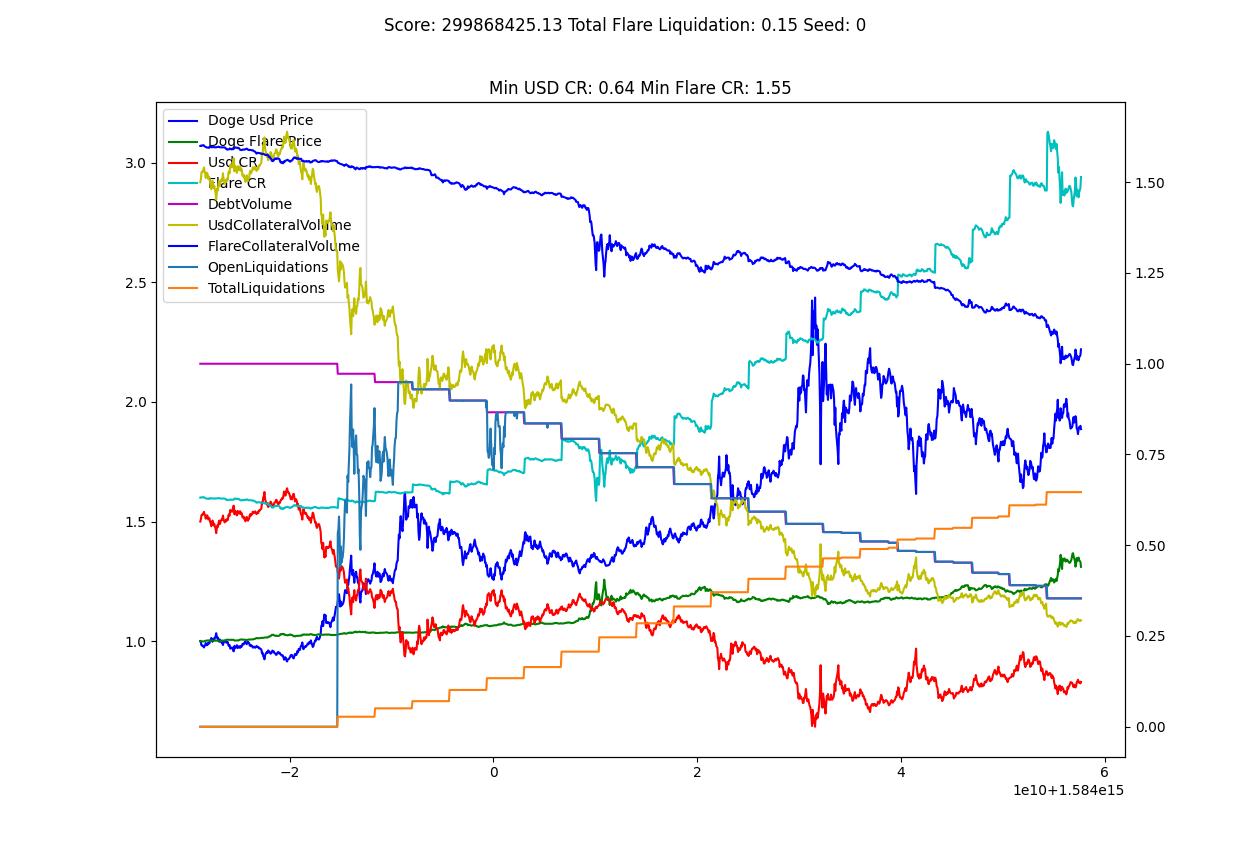 Score: 299868425.13 Total Flare Liquidation: 0.15 Seed: 0
Min USD CR: 0.64 Min Flare CR: 1.55
Doge Usd Price
Doge Flare Price
Usd CR
Flare CR
DebtVolume
UsdCollateralVolume
FlareCollateralVolume
OpenLiquidations
TotalLiquidations
3.0
2.5
2.0
1.5
1.0
1.50
1.25
1.00
0.75
0.50
0.25
0.00
−2
0
2
4
6
1e10+1.584e15